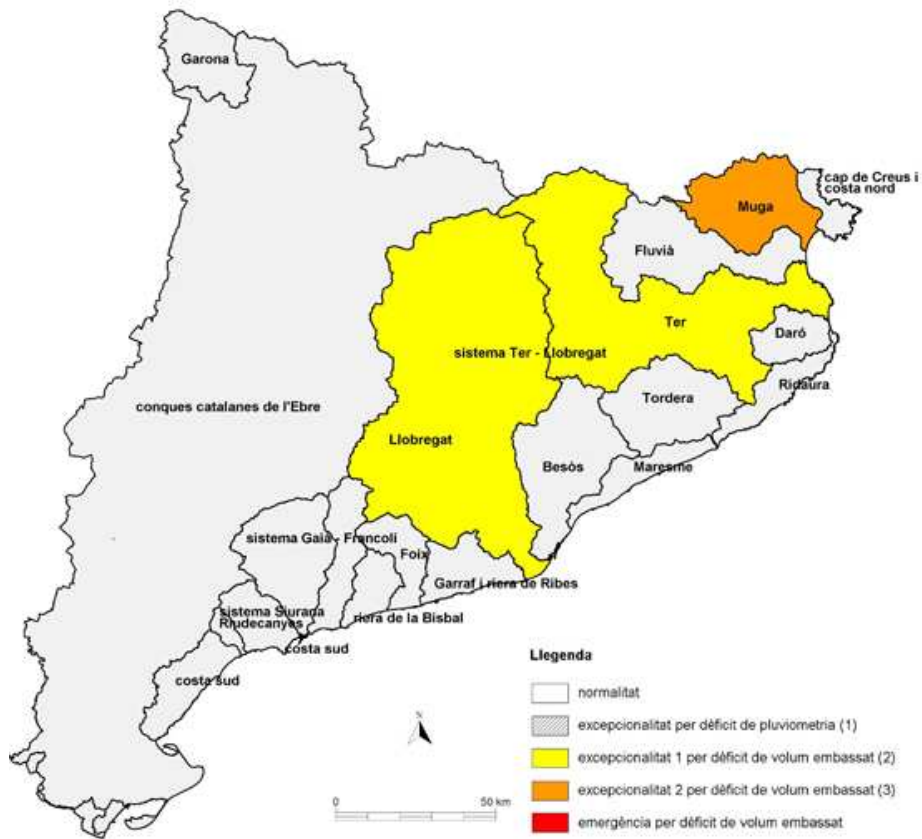 Garona
cap de Creus i
costa nord
Muga
Fluvià
Ter
Daró
sistema Ter - Llobregat
Ridaura
Tordera
conques catalanes de l'Ebre
Llobregat
Besòs
Maresme
sistema Gaià - Francolí
Foix
Garraf i riera de Ribes
sistema Siurana
Riudecanyes
riera de la Bisbal
costa sud
costa sud
N
0
50 km
Llegenda
normalitat
excepcionalitat per dèficit de pluviometria (1)
excepcionalitat 1 per dèficit de volum embassat (2)
excepcionalitat 2 per dèficit de volum embassat (3)
emergència per dèficit de volum embassat